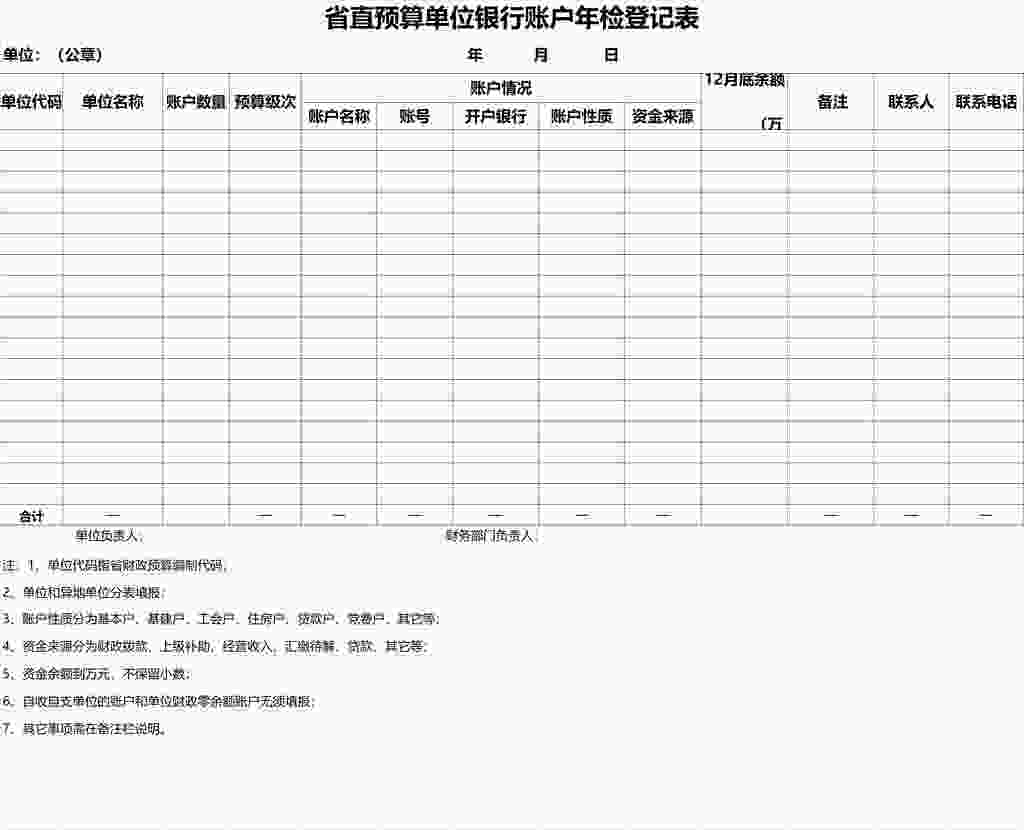 省直预算单位银行账户年检登记表
单位：（公章） 年 月 日
单位代码 单位名称 账户数量 预算级次 账户情况 12月底余额（万 备注 联系人 联系电话
账户名称 账号 开户银行 账户性质 资金来源
合计 — — — — — — — — — —
单位负责人： 财务部门负责人：
注：1、单位代码指省财政预算编制代码；
2、单位和异地单位分表填报；
3、账户性质分为基本户、基建户、工会户、住房户、贷款户、党费户、其它等；
4、资金来源分为财政拨款、上级补助、经营收入、汇缴待解、贷款、其它等；
5、资金余额到万元，不保留小数；
6、自收自支单位的账户和单位财政零余额账户无须填报；
7、其它事项需在备注栏说明。